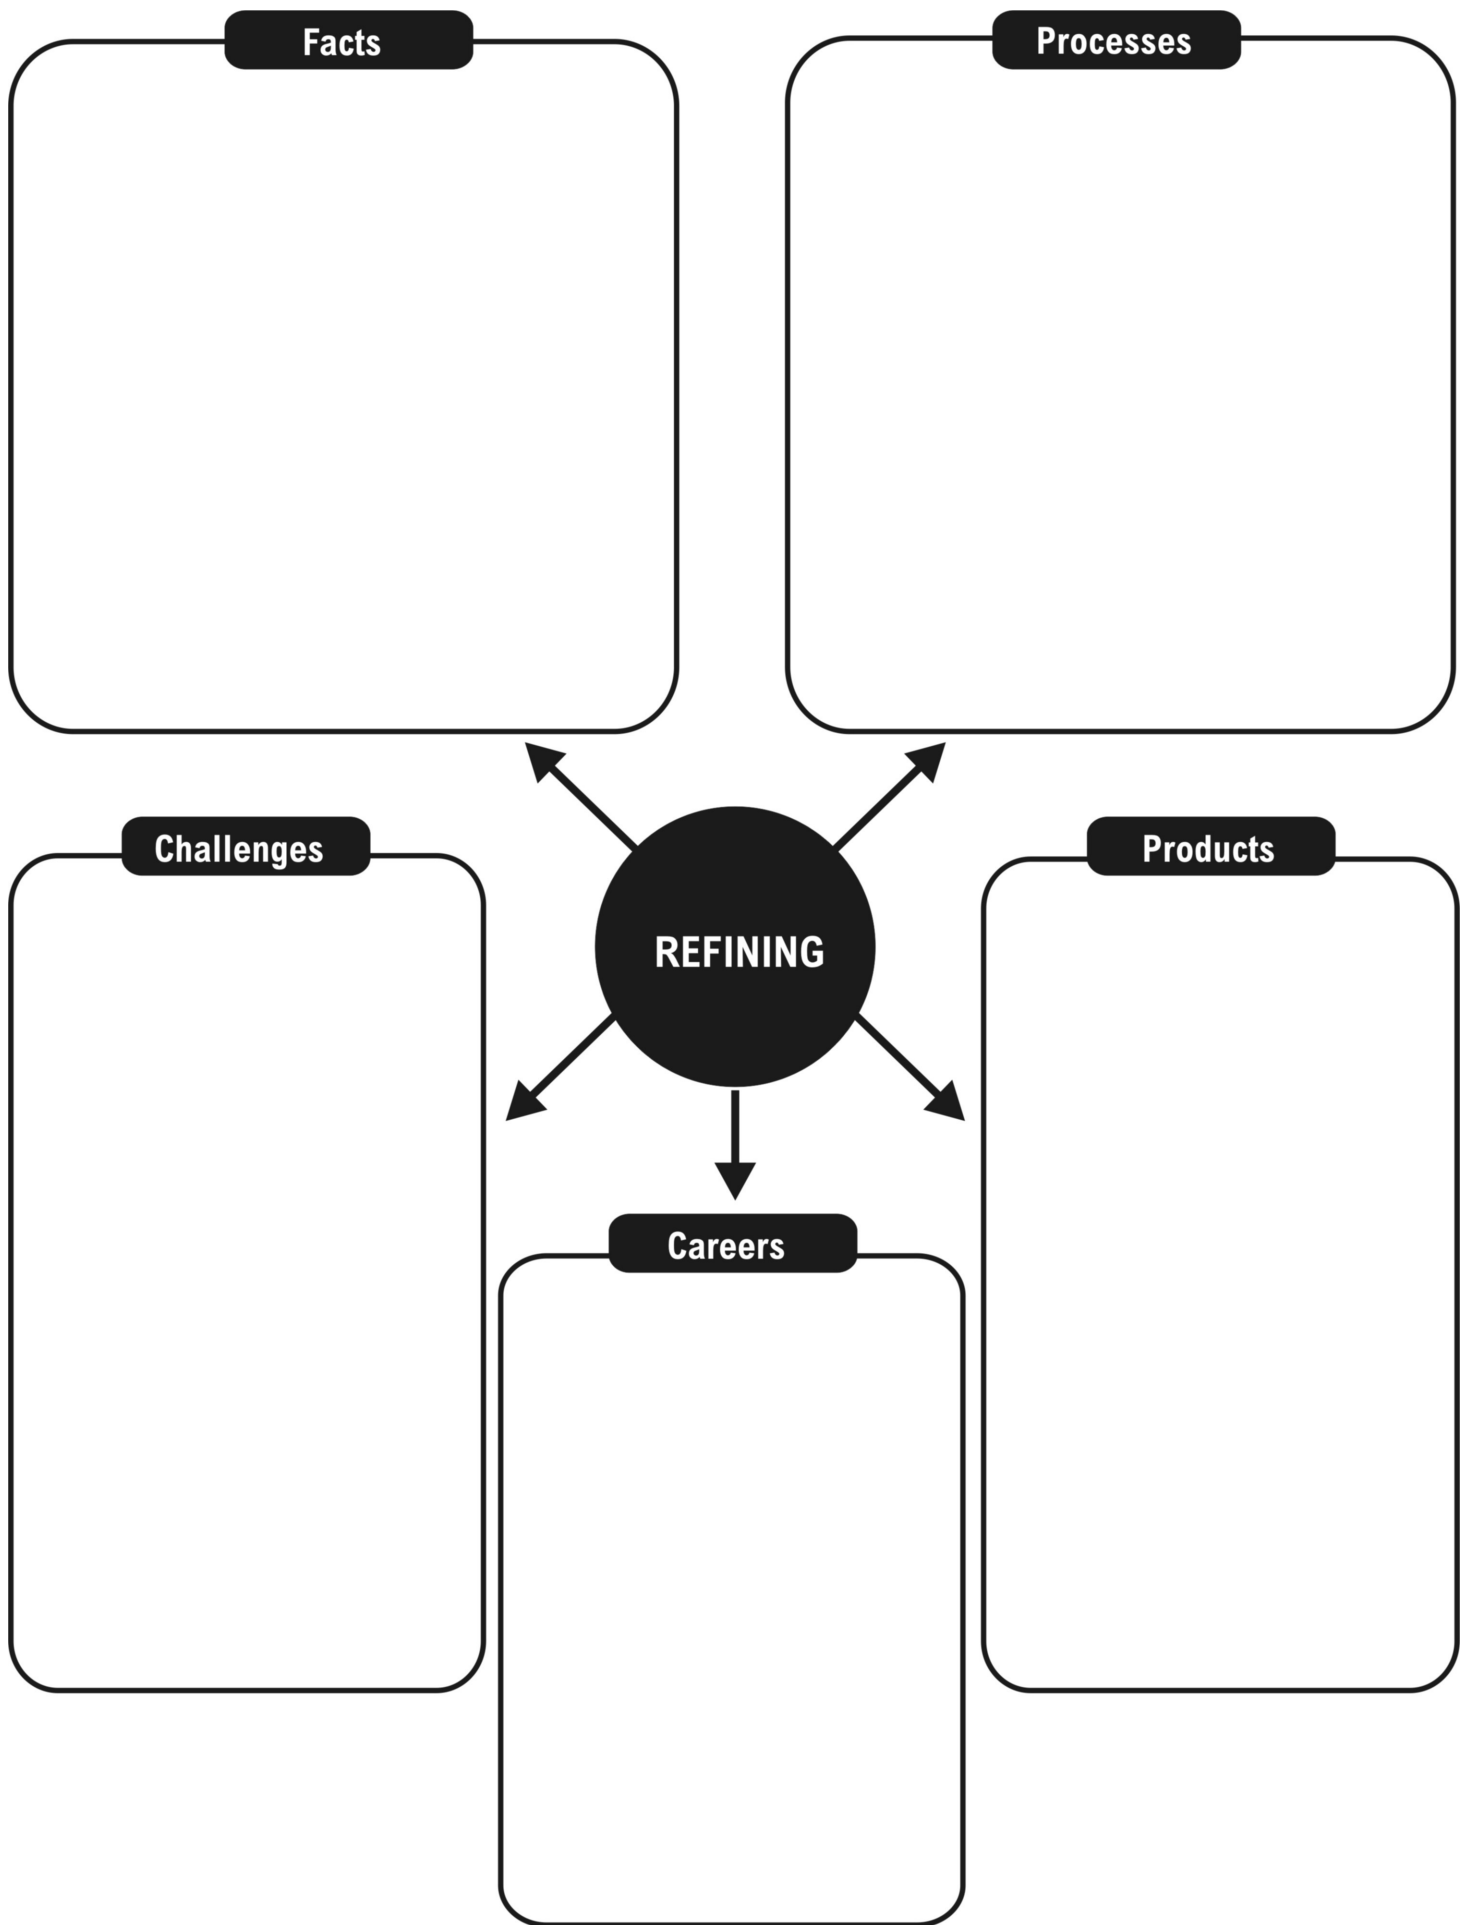 Facts
Processes
Challenges
Products
REFINING
Careers